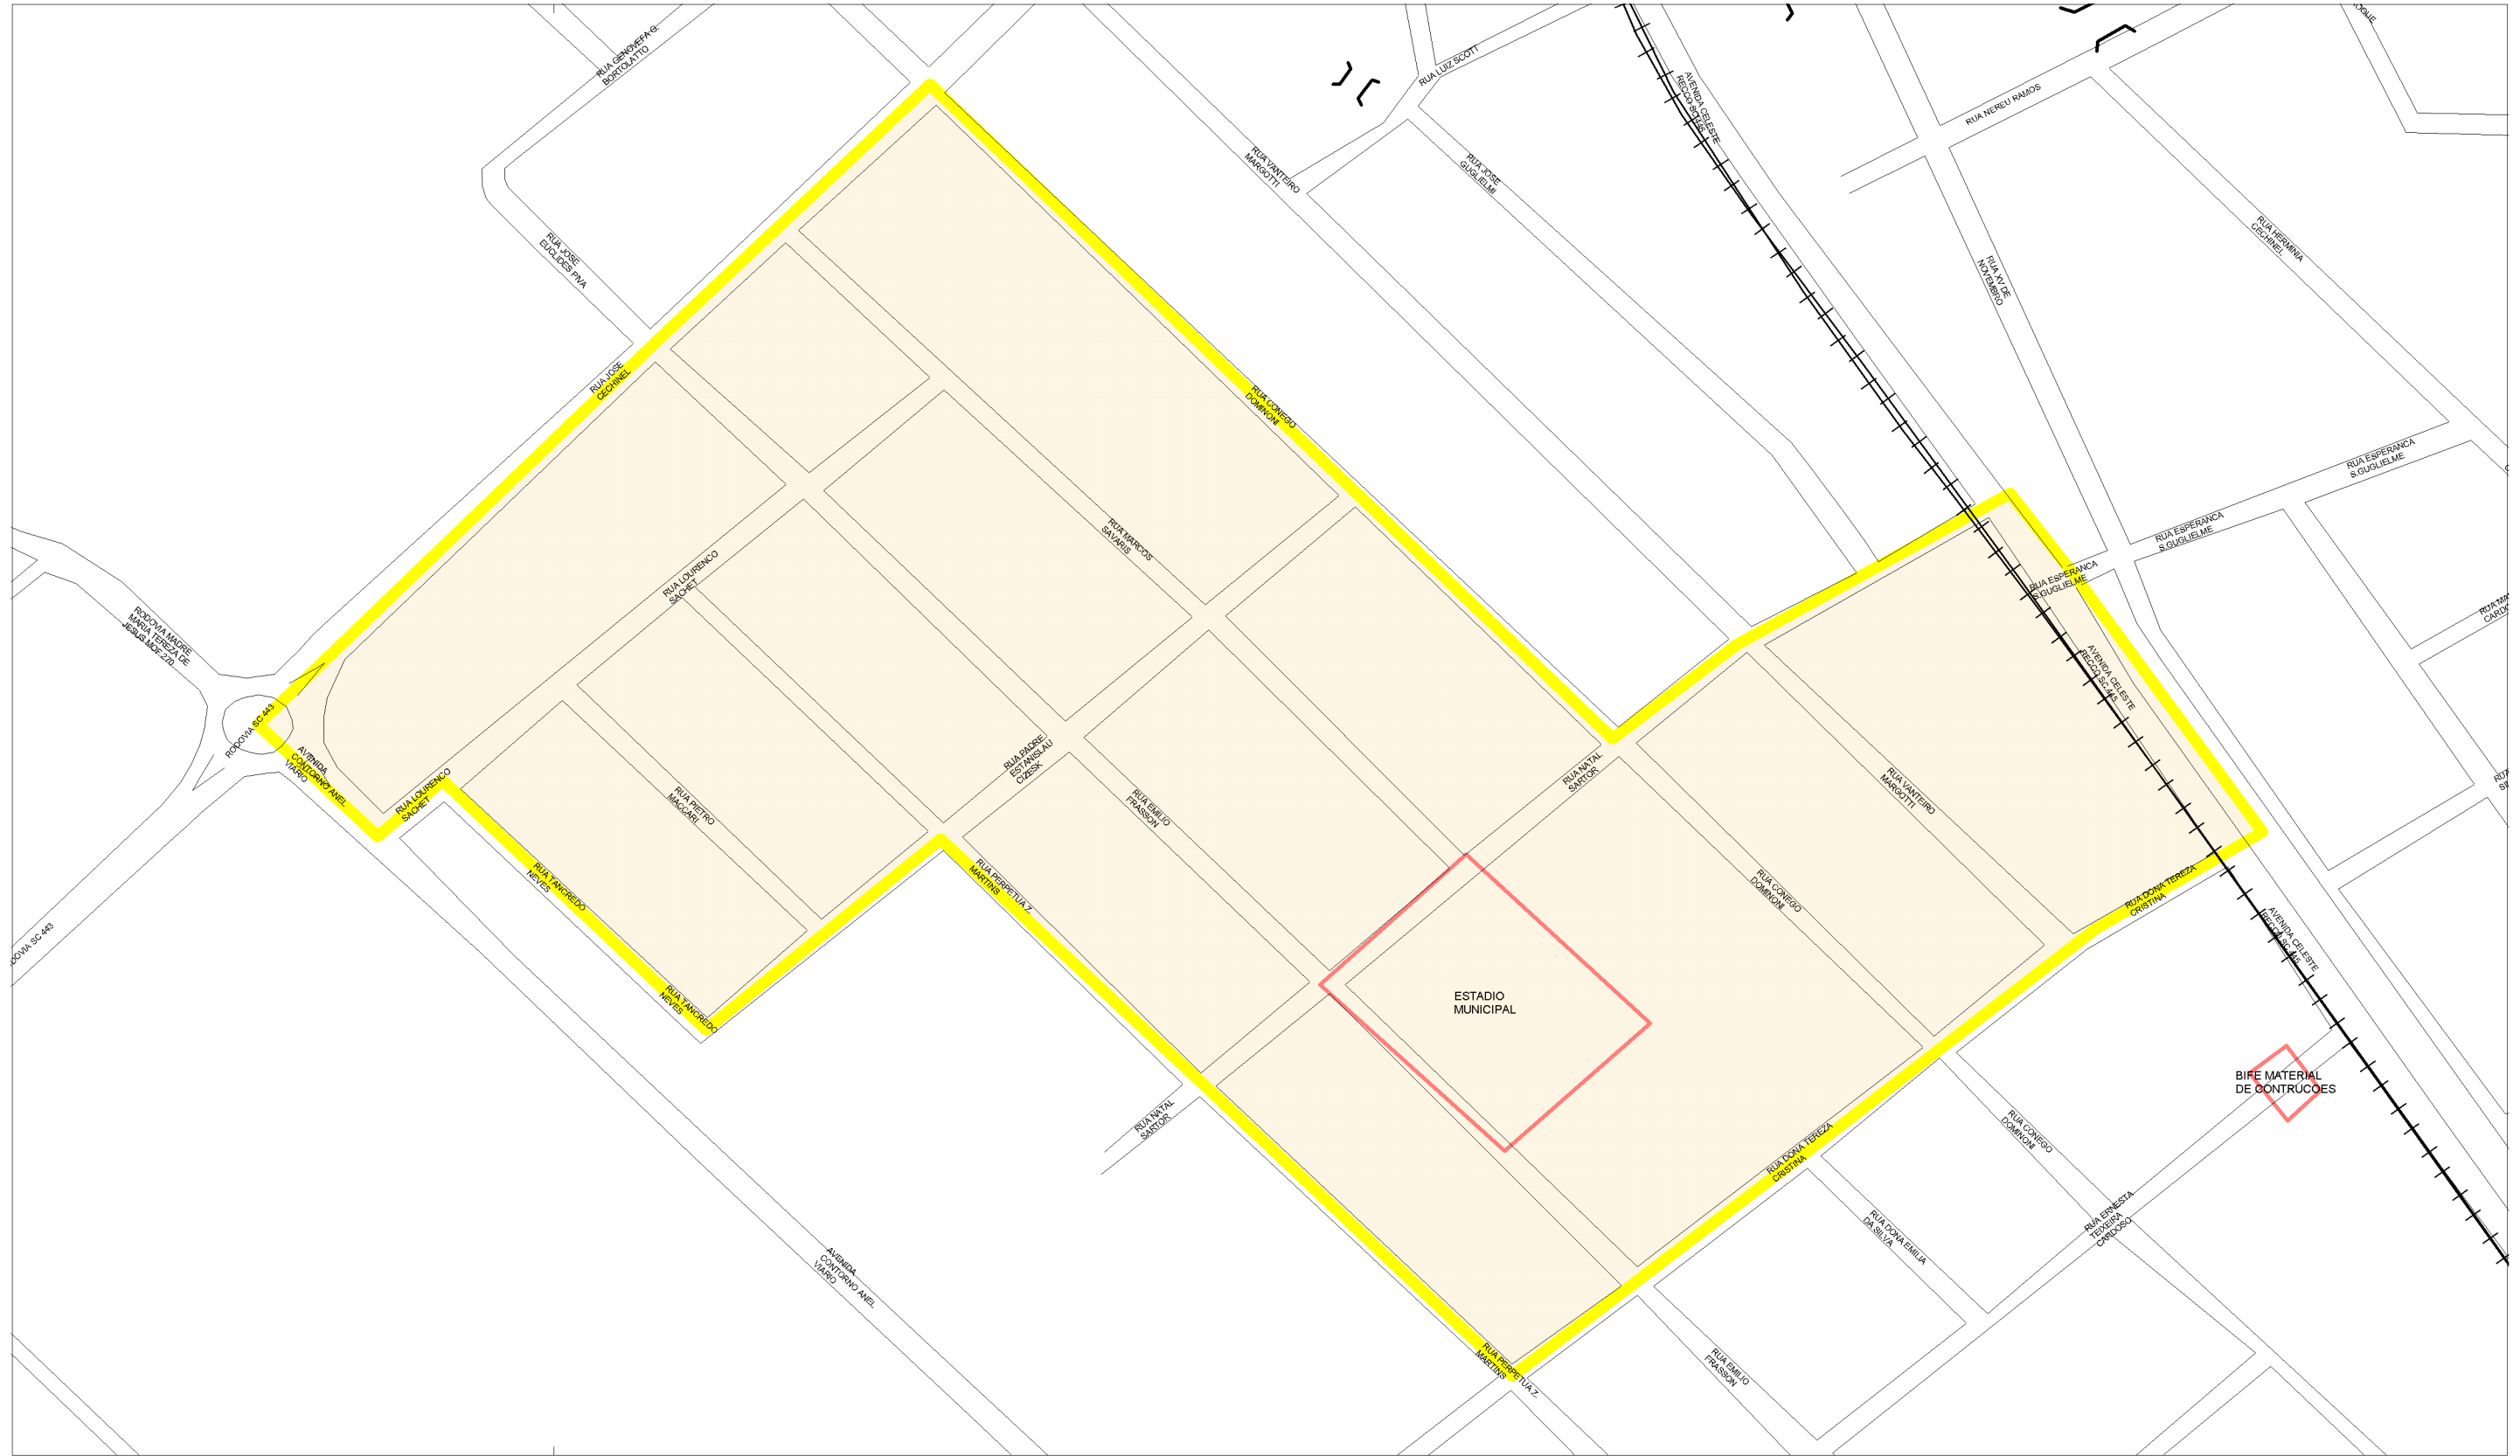 RUA GENOVEFA G.
BORTOLATTO
RUA LUIZ SCOTT
AVENIDA CELESTE
RECCO SC 445
RUA NEREU RAMOS
RUA VANTEIRO
MARGOTTI
RUA JOSE
GUGLIELMI
RUA JOSE
EUCLIDES PIVA
RUA HERMINIA
CECHINEL
RUA XV DE
NOVEMBRO
RUA JOSE
CECHINEL
RUA CONEGO
DOMINONI
RUA ESPERANCA
S.GUGLIELME
RUA ESPERANCA
S.GUGLIELME
RUA MARCOS
SAVARIS
RUA LOURENCO
SACHET
RUA ESPERANCA
S.GUGLIELME
RODOVIA MADRE
MARIA TEREZA DE
JESUS MOF.270
AVENIDA CELESTE
RECCO SC 445
RODOVIA SC 443
AVENIDA
CONTORNO ANEL
VIARIO
RUA LOURENCO
SACHET
RUA PADRE
ESTANISLAU
CIZESK
RUA NATAL
SARTOR
RUA VANTEIRO
MARGOTTI
RUA PIETRO
MACCARI
RUA EMILIO
FRASSON
RUA TANCREDO
NEVES
RUA PERPETUA Z.
MARTINS
RUA CONEGO
DOMINONI
RUA DONA TEREZA
CRISTINA
AVENIDA CELESTE
RECCO SC 445
DOVIA SC 443
RUA TANCREDO
NEVES
ESTADIO
MUNICIPAL
BIFE MATERIAL
DE CONTRUCOES
RUA NATAL
SARTOR
RUA CONEGO
DOMINONI
RUA DONA TEREZA
CRISTINA
RUA DONA EMILIA
DA SILVA
RUA ERNESTA
TEIXEIRA
CARDOSO
AVENIDA
CONTORNO ANEL
VIARIO
RUA PERPETUA Z.
MARTINS
RUA EMILIO
FRASSON